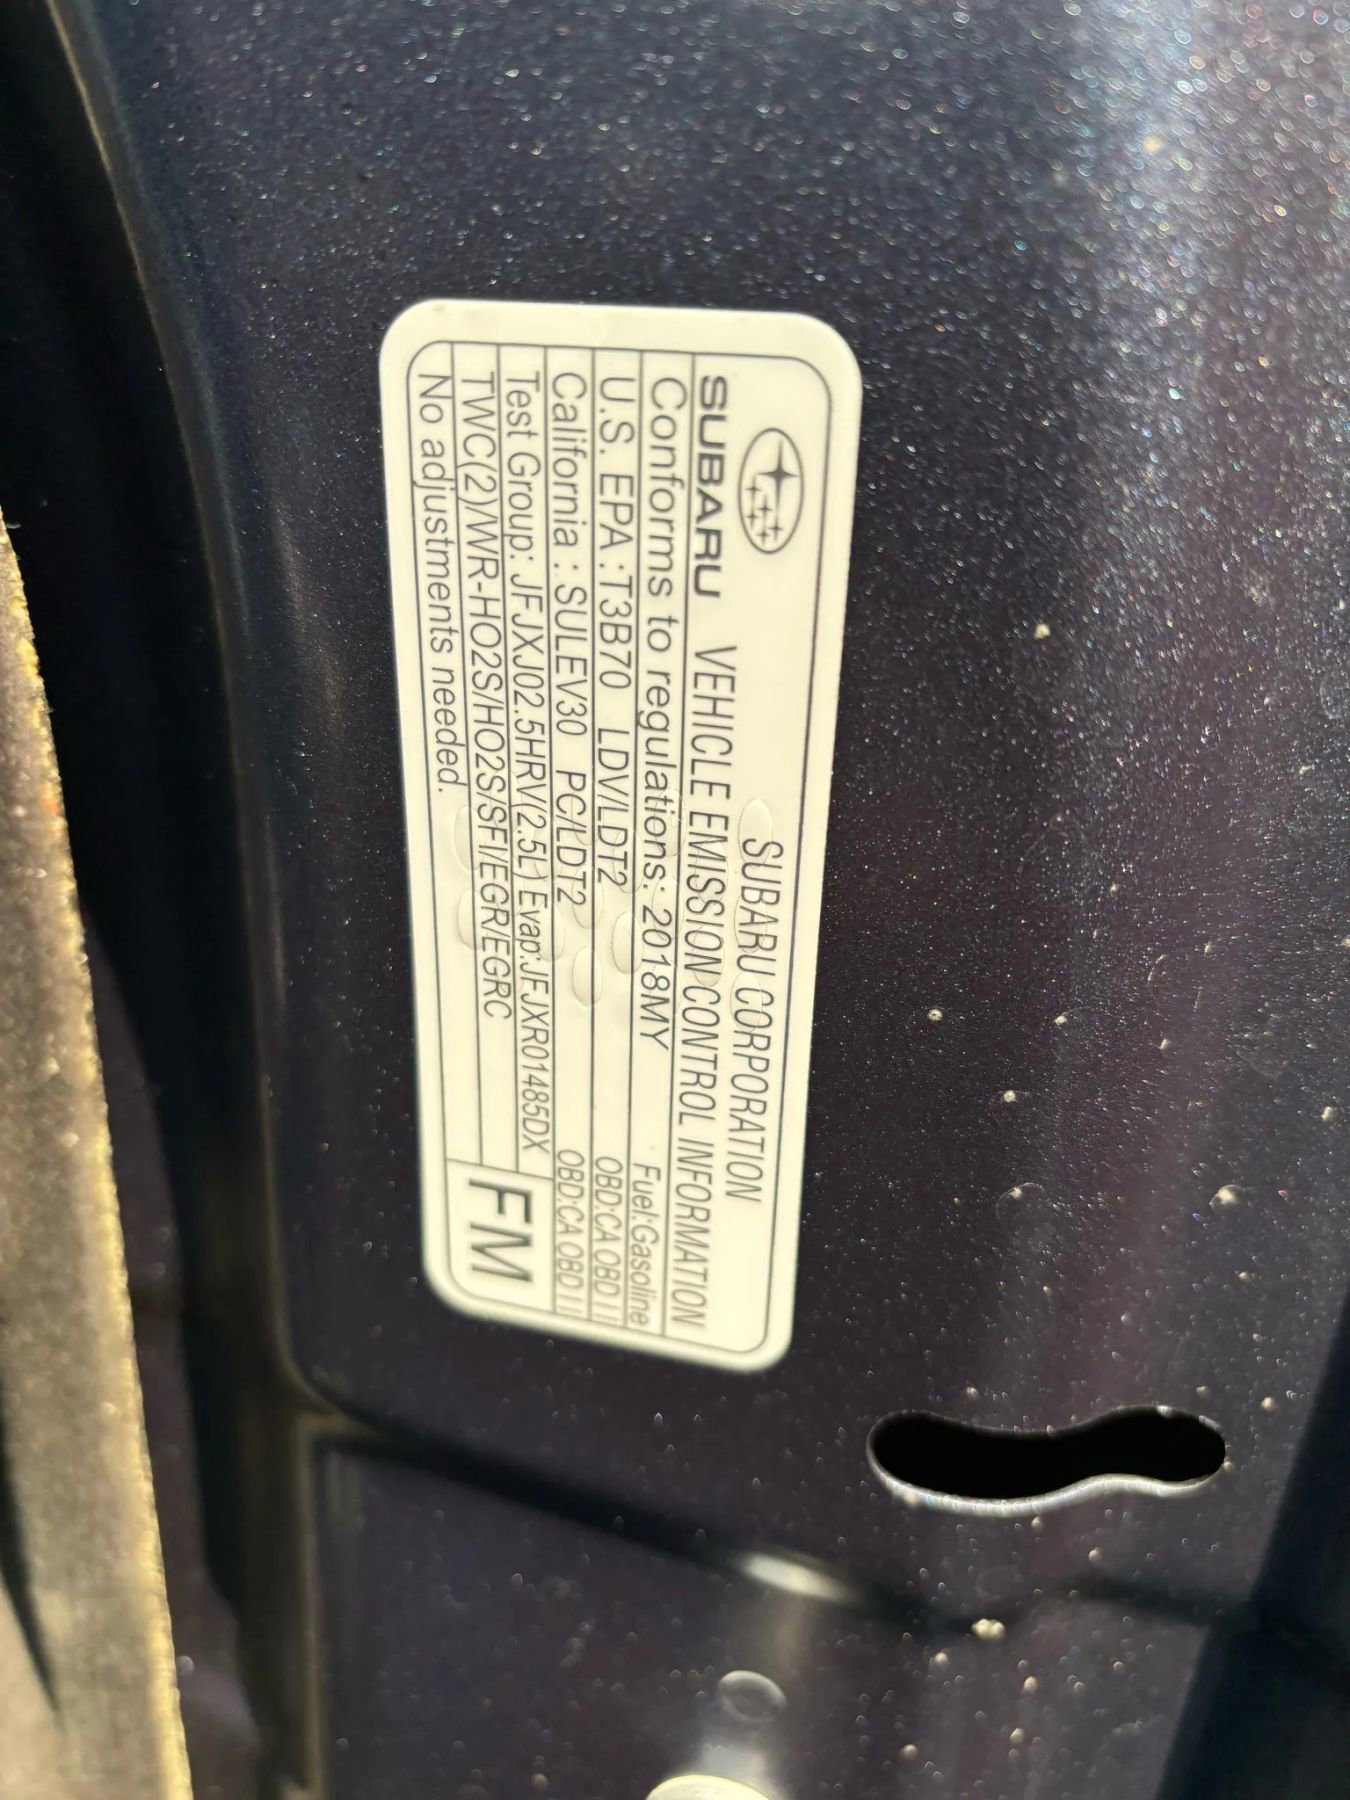 SUBARU CORPORATION
SUBARU VEHICLE EMISSION CONTROL INFORMATION
Conforms to regulations: 2018MY Fuel:Gasoline
U.S. EPA :T3B70 LDV/LDT2 OBD:CA OBD II
California : SULEV30 PC/LDT2 OBD:CA OBD II
Test Group: JFJXJ02.5HRV(2.5L) Evap:JFJXR01485DX
TWC(2)/WR-HO2S/HO2S/SFI/EGR/EGRC
No adjustments needed.
FM